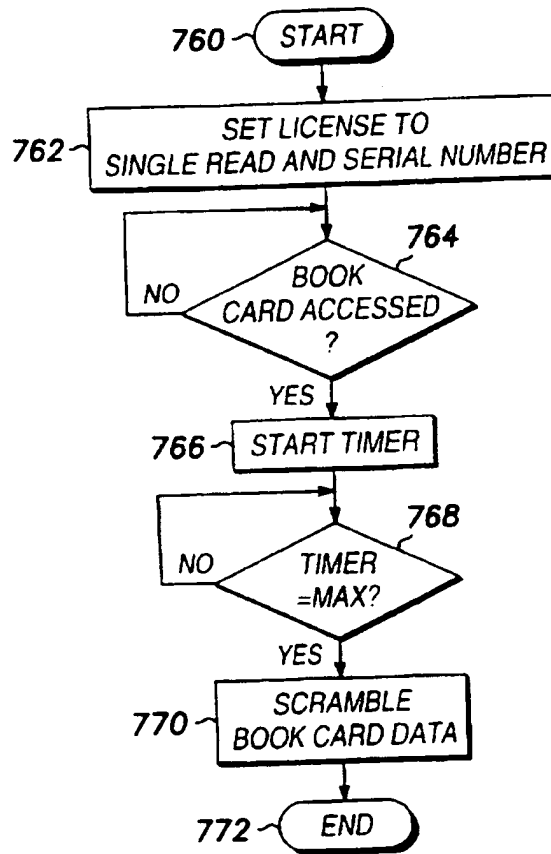 760
START
762
SET LICENSE TO
SINGLE READ AND SERIAL NUMBER
764
BOOK
CARD ACCESSED
?
NO
YES
766
START TIMER
768
TIMER
=MAX?
NO
YES
770
SCRAMBLE
BOOK CARD DATA
772
END